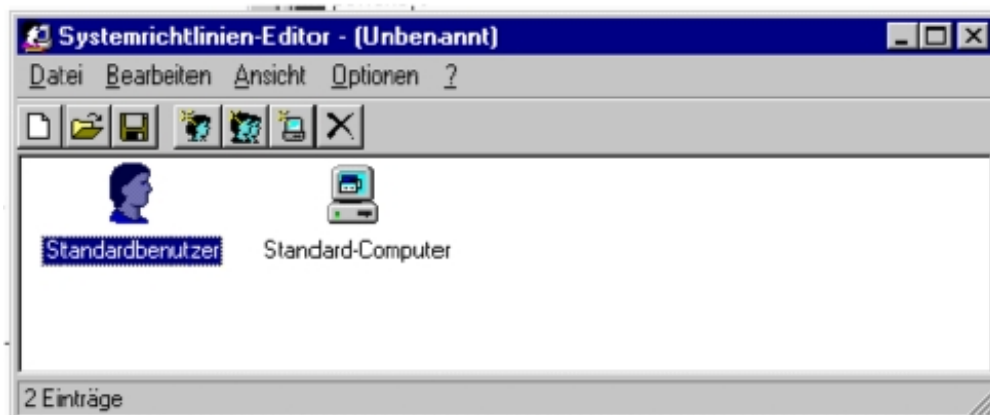 Systemrichtlinien-Editor - (Unbenannt)
Datei Bearbeiten Ansicht Optionen ?
Standardbenutzer Standard-Computer
2 Einträge